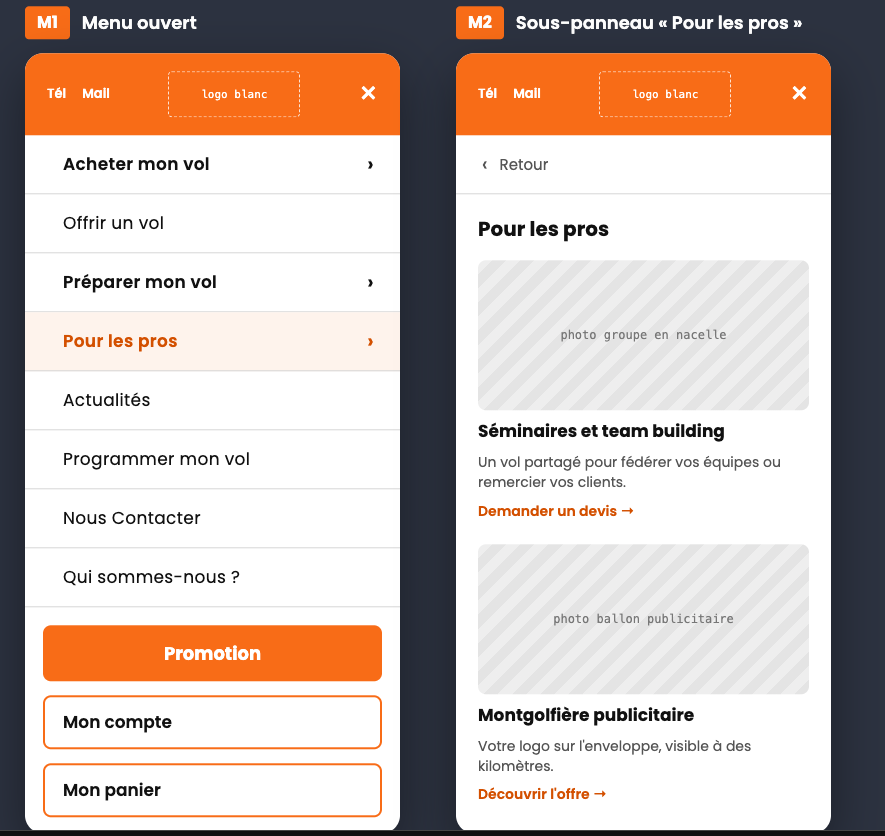 M1 Menu ouvert
Tél Mail logo blanc ✕
Acheter mon vol ›
Offrir un vol
Préparer mon vol ›
Pour les pros ›
Actualités
Programmer mon vol
Nous Contacter
Qui sommes-nous ?
Promotion
Mon compte
Mon panier
M2 Sous-panneau « Pour les pros »
Tél Mail logo blanc ✕
‹ Retour
Pour les pros
photo groupe en nacelle
Séminaires et team building
Un vol partagé pour fédérer vos équipes ou
remercier vos clients.
Demander un devis →
photo ballon publicitaire
Montgolfière publicitaire
Votre logo sur l'enveloppe, visible à des
kilomètres.
Découvrir l'offre →